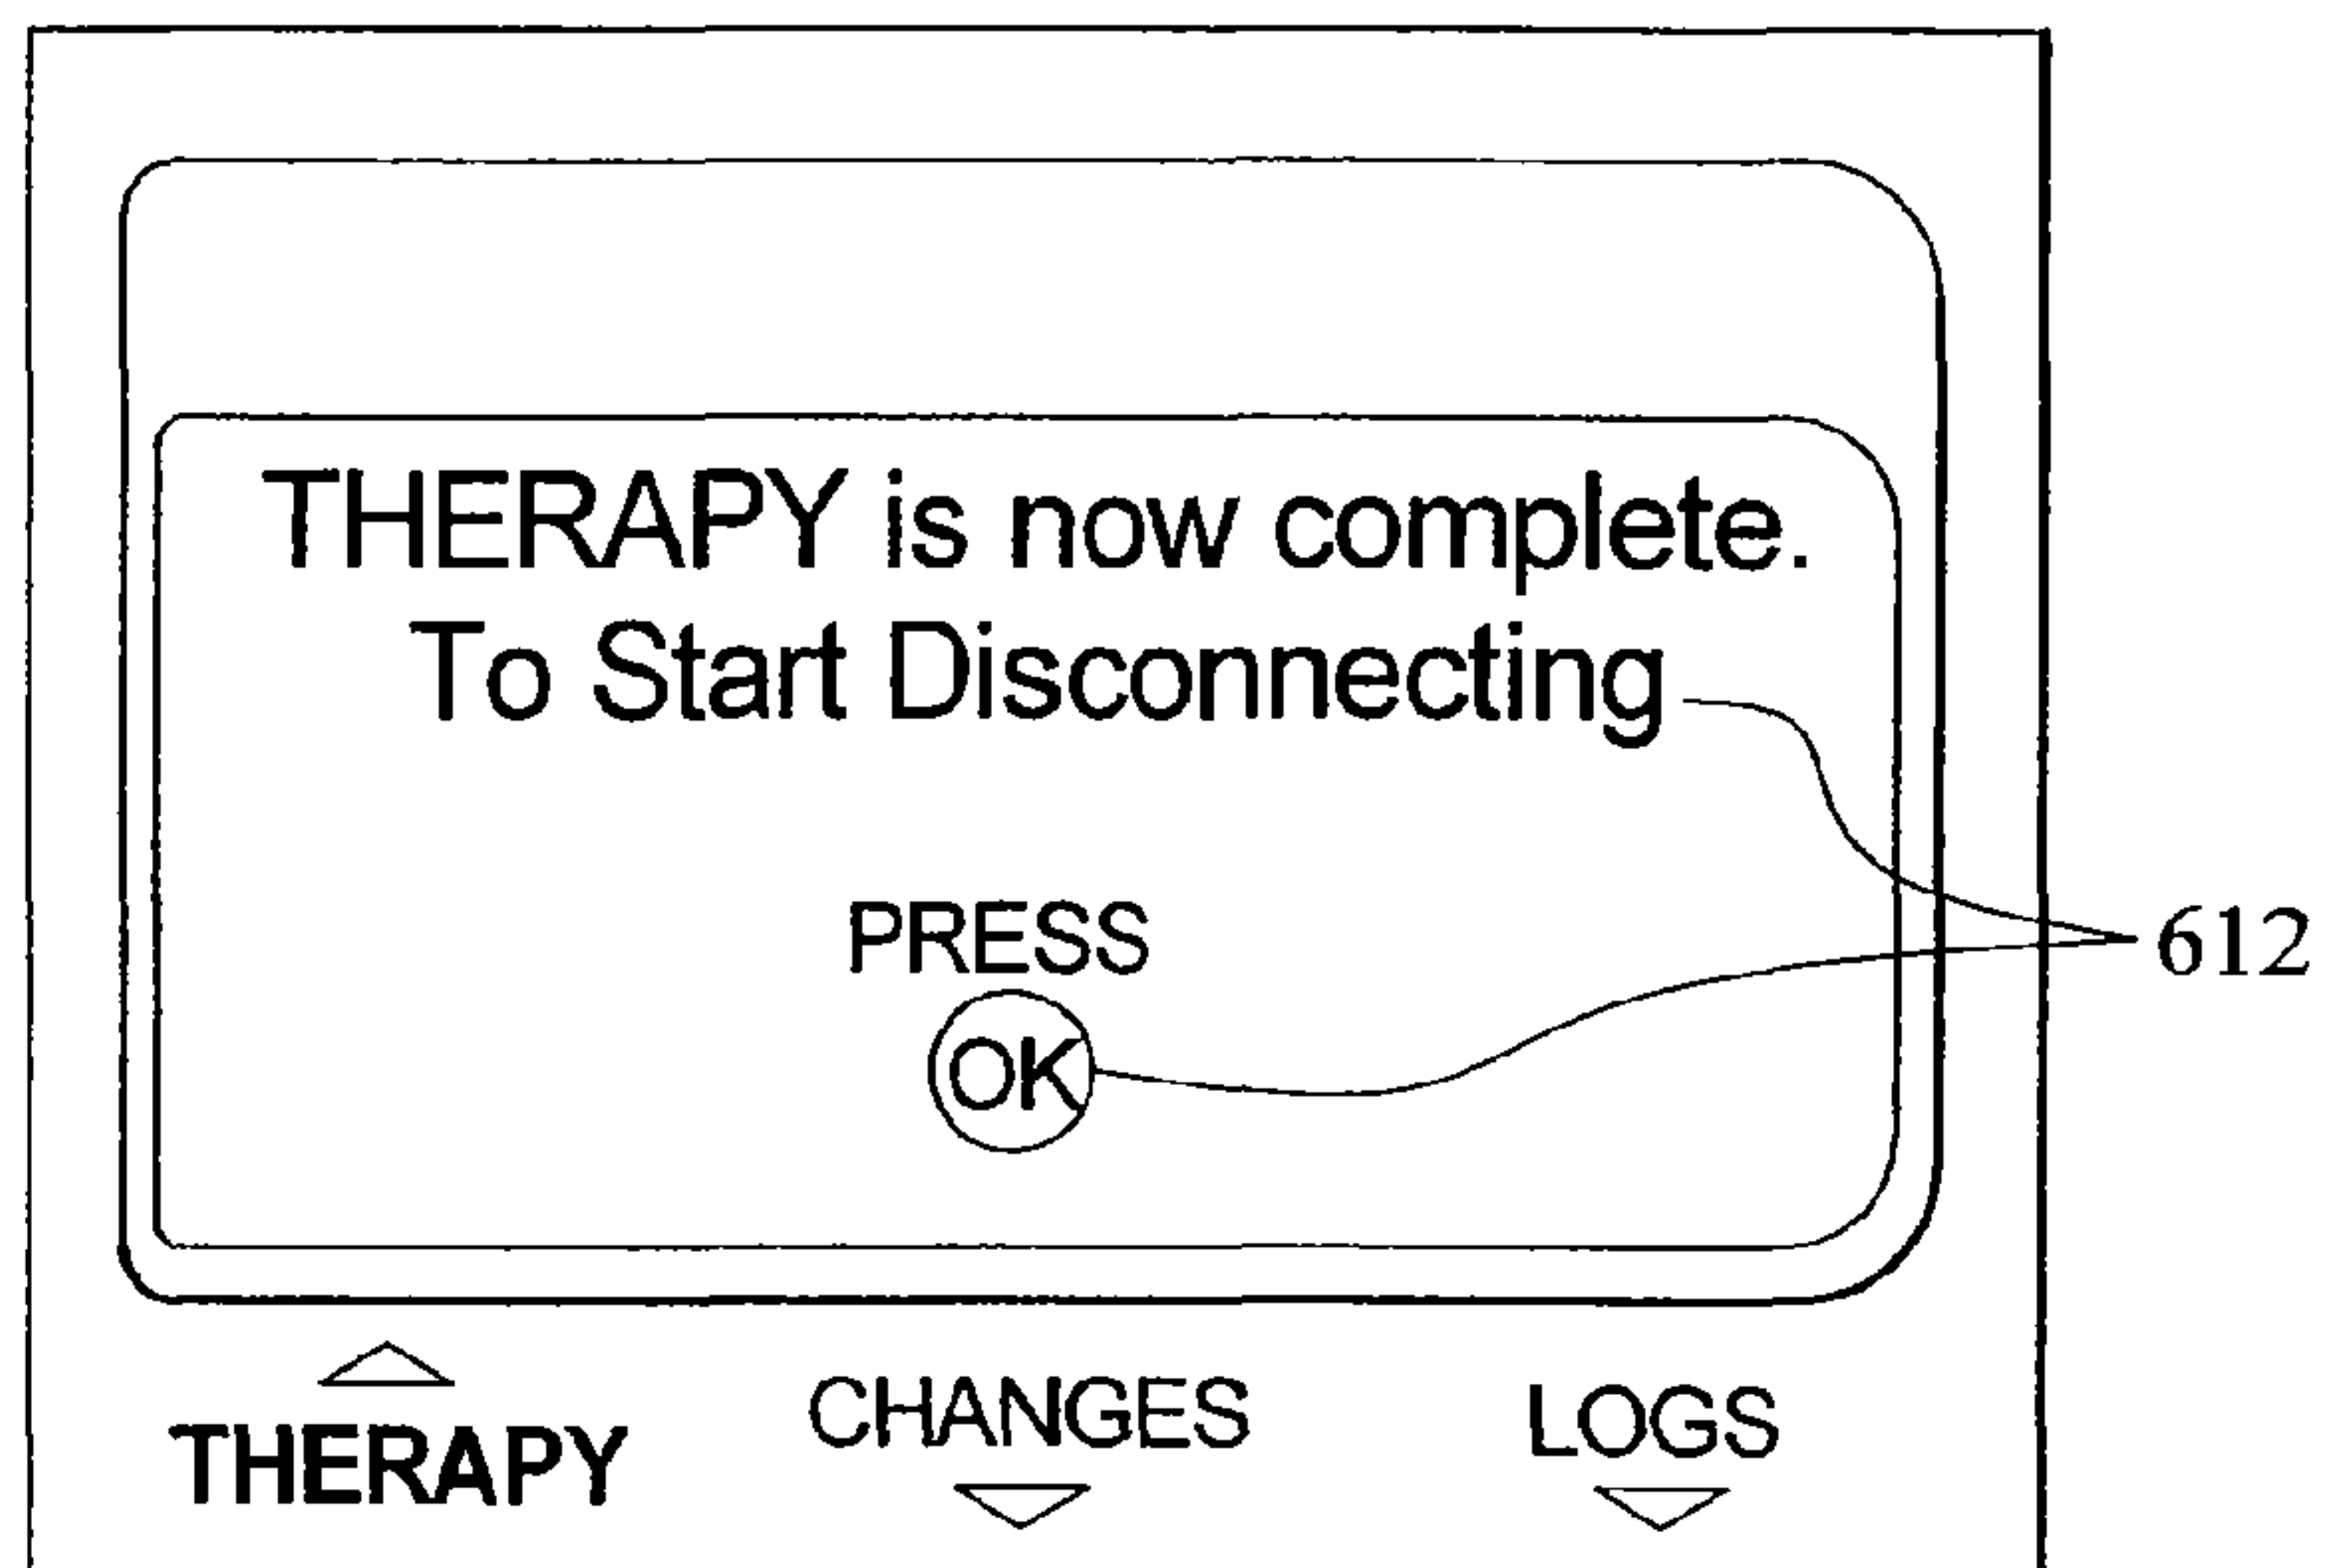 THERAPY is now complete.
To Start Disconnecting
PRESS
OK
612
THERAPY CHANGES LOGS